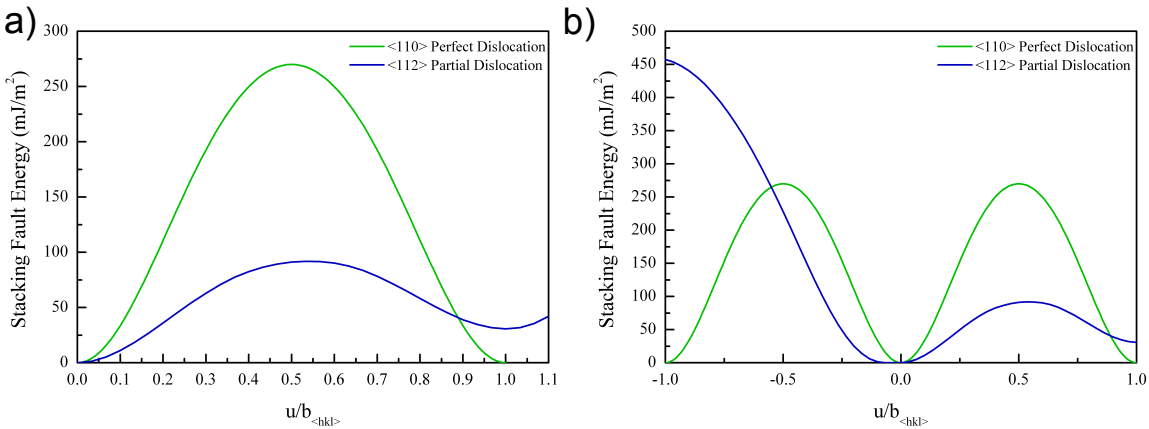 a)
<110> Perfect Dislocation
<112> Partial Dislocation
Stacking Fault Energy (mJ/m²)
300
250
200
150
100
50
0
0.0 0.1 0.2 0.3 0.4 0.5 0.6 0.7 0.8 0.9 1.0 1.1
u/b<hkl>
b)
<110> Perfect Dislocation
<112> Partial Dislocation
Stacking Fault Energy (mJ/m²)
500
450
400
350
300
250
200
150
100
50
0
-1.0 -0.5 0.0 0.5 1.0
u/b<hkl>